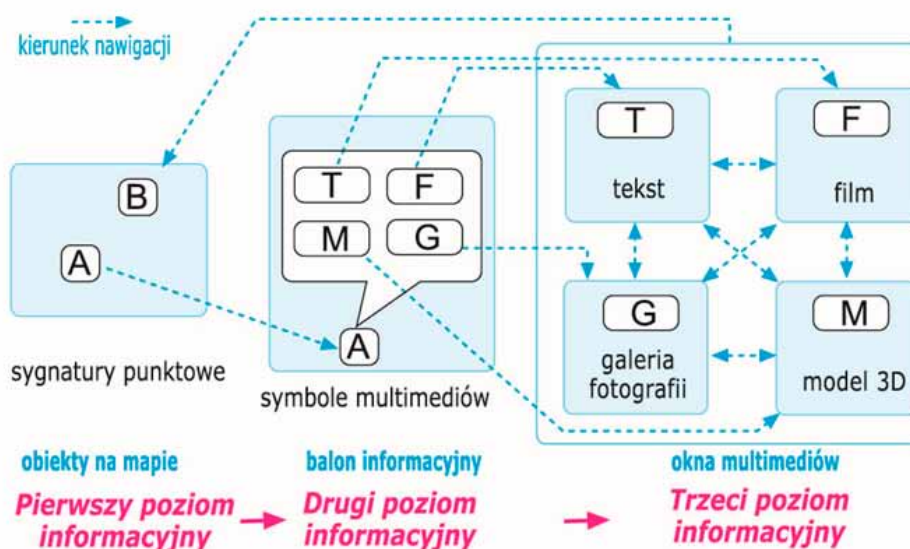 kierunek nawigacji
B
A
sygnatury punktowe
T
F
M
G
A
symbole multimediów
T
tekst
F
film
G
galeria
fotografii
M
model 3D
obiekty na mapie
balon informacyjny
okna multimediów
Pierwszy poziom
informacyjny
Drugi poziom
informacyjny
Trzeci poziom
informacyjny